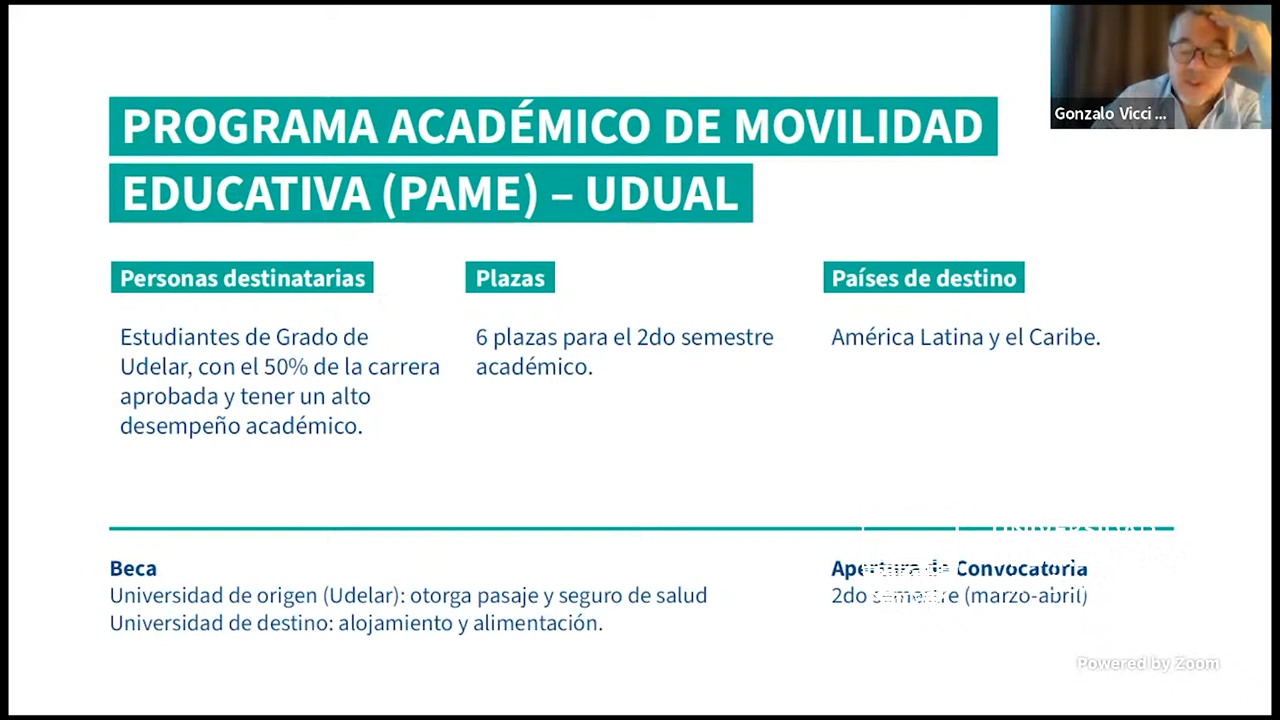 Gonzalo Vicci ...
PROGRAMA ACADÉMICO DE MOVILIDAD
EDUCATIVA (PAME) – UDUAL
Personas destinatarias
Estudiantes de Grado de
Udelar, con el 50% de la carrera
aprobada y tener un alto
desempeño académico.
Plazas
6 plazas para el 2do semestre
académico.
Países de destino
América Latina y el Caribe.
Beca
Universidad de origen (Udelar): otorga pasaje y seguro de salud
Universidad de destino: alojamiento y alimentación.
Apertura de Convocatoria
2do semestre (marzo-abril)
Powered by Zoom